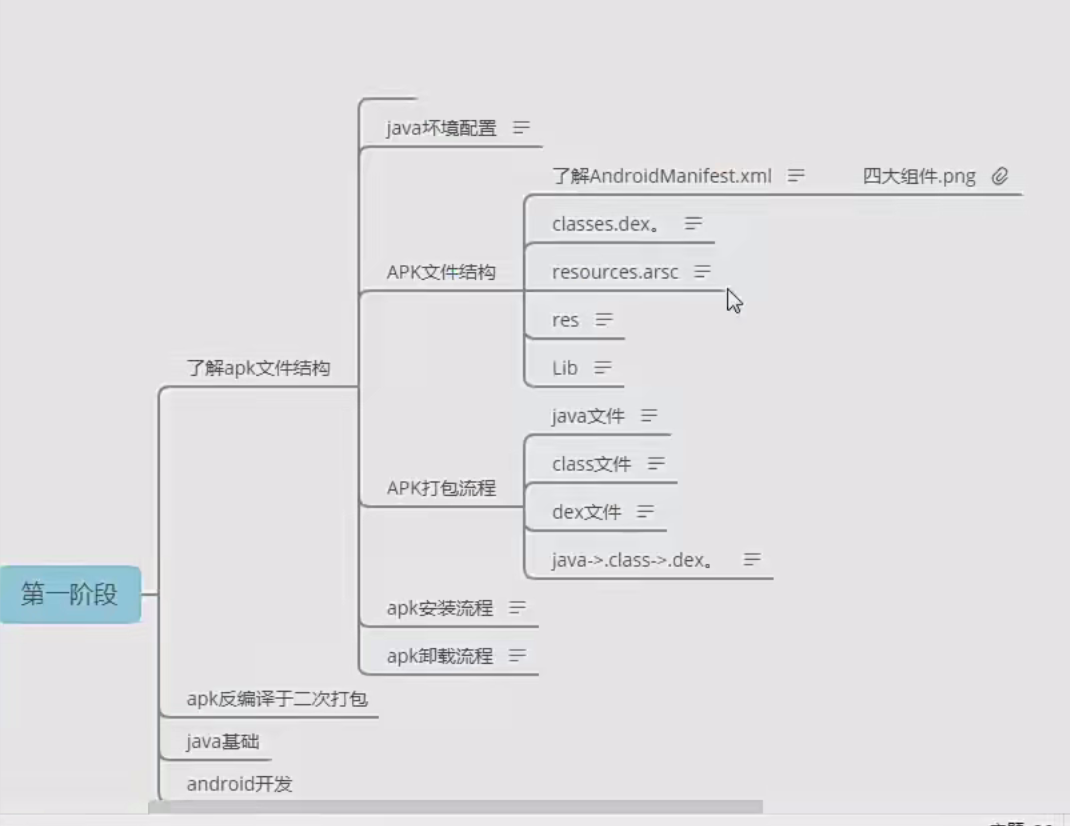 java坏境配置
了解AndroidManifest.xml
四大组件.png
classes.dex。
APK文件结构
resources.arsc
res
Lib
了解apk文件结构
java文件
class文件
APK打包流程
dex文件
java->.class->.dex。
第一阶段
apk安装流程
apk卸载流程
apk反编译于二次打包
java基础
android开发